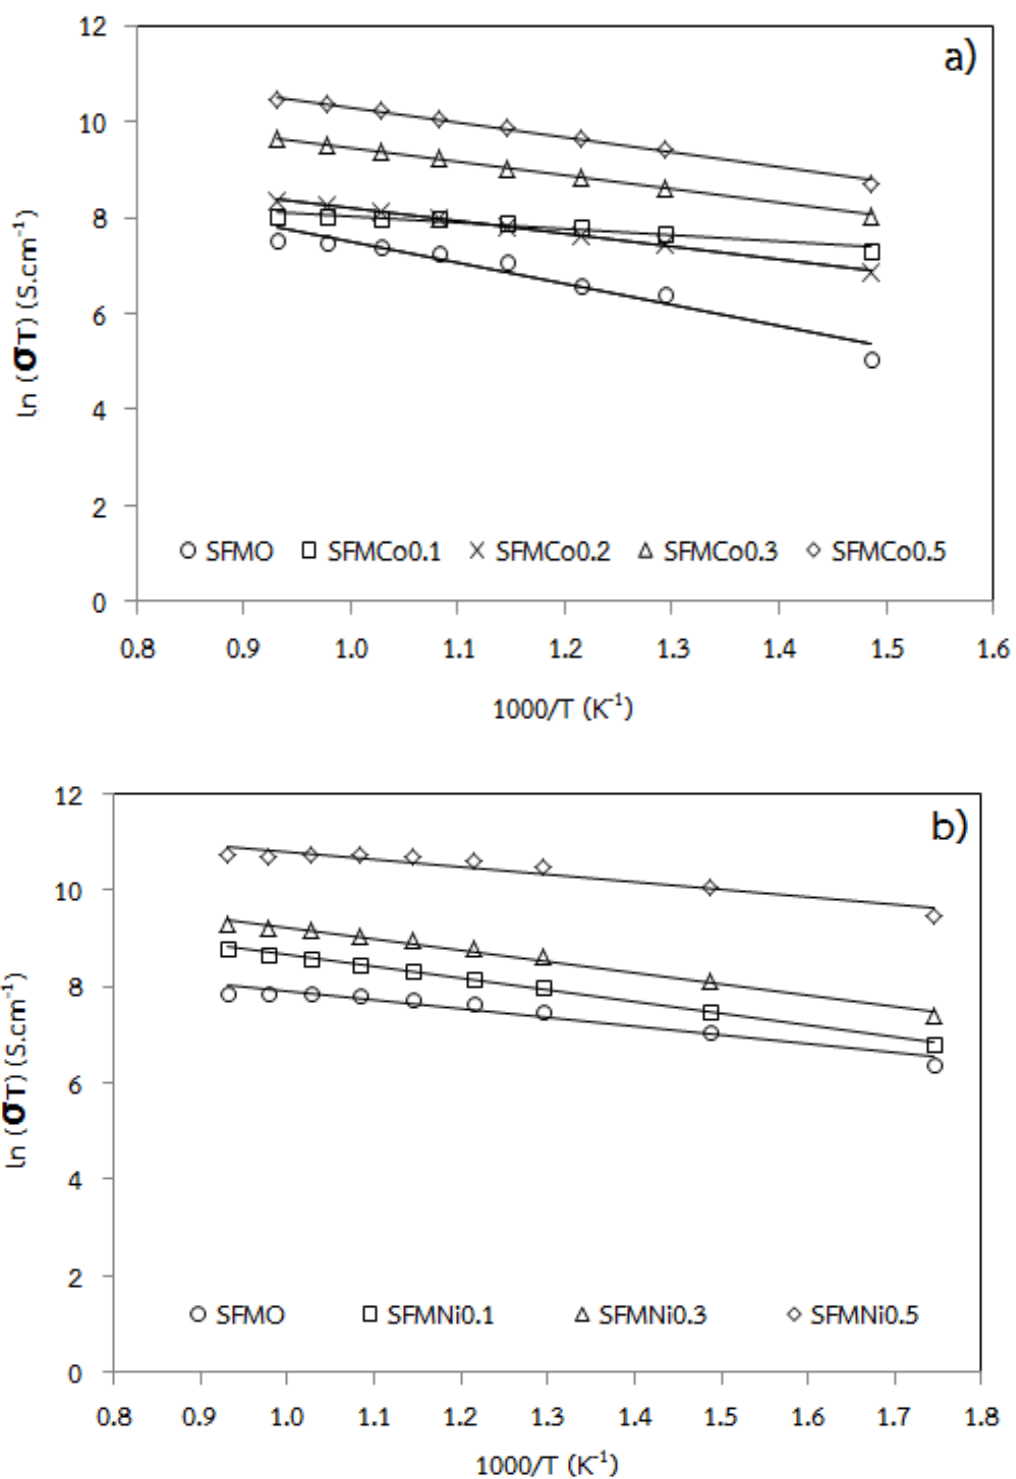 a)
12
10
8
6
4
2
0
ln (σT) (S.cm⁻¹)
SFMO SFMCo0.1 SFMCo0.2 SFMCo0.3 SFMCo0.5
0.8 0.9 1.0 1.1 1.2 1.3 1.4 1.5 1.6
1000/T (K⁻¹)
b)
12
10
8
6
4
2
0
ln (σT) (S.cm⁻¹)
SFMO SFMNi0.1 SFMNi0.3 SFMNi0.5
0.8 0.9 1.0 1.1 1.2 1.3 1.4 1.5 1.6 1.7 1.8
1000/T (K⁻¹)